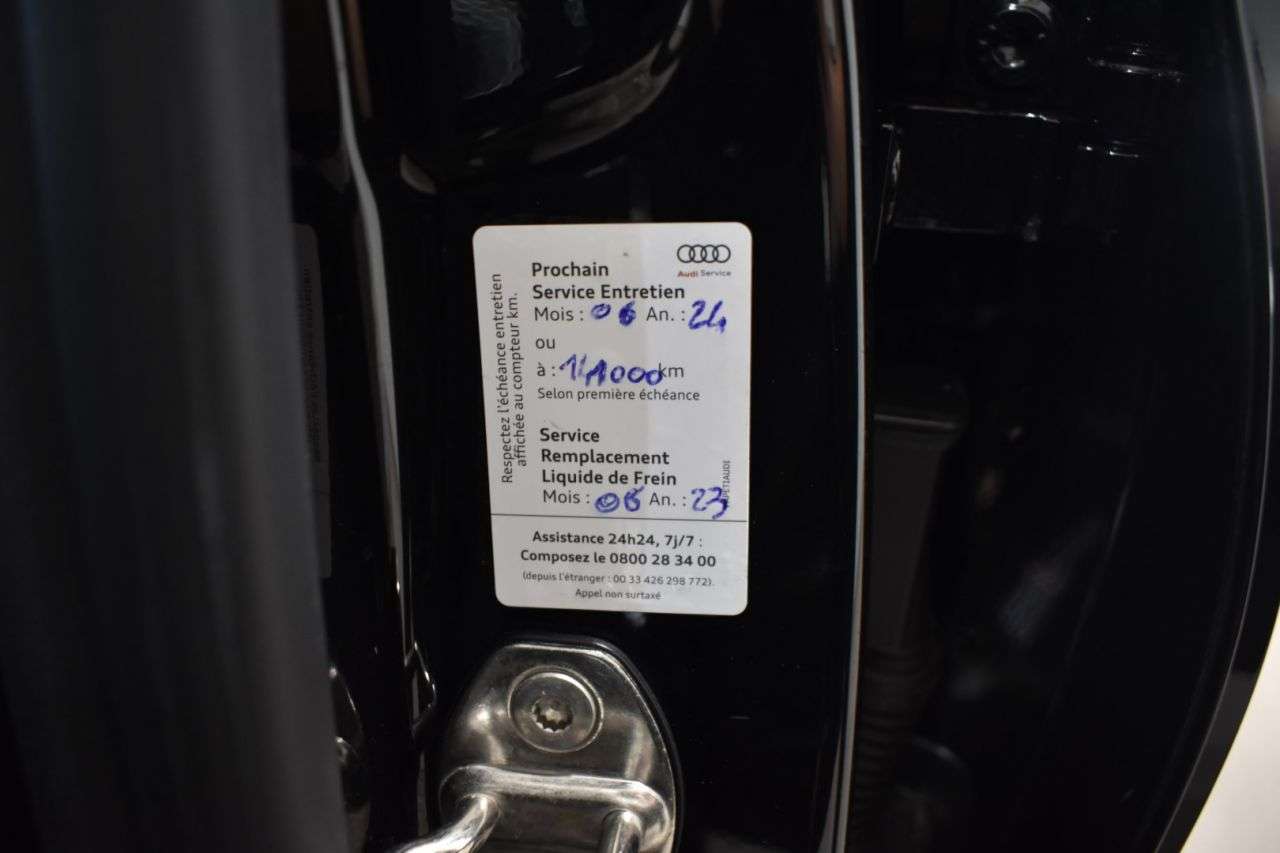 Audi Service
Prochain
Service Entretien
Mois : 06 An. : 24
ou
à : 141000 km
Selon première échéance
Respectez l'échéance entretien
affichée au compteur km.
Service
Remplacement
Liquide de Frein
Mois : 06 An. : 23
Assistance 24h24, 7j/7 :
Composez le 0800 28 34 00
(depuis l'étranger : 00 33 426 298 772).
Appel non surtaxé